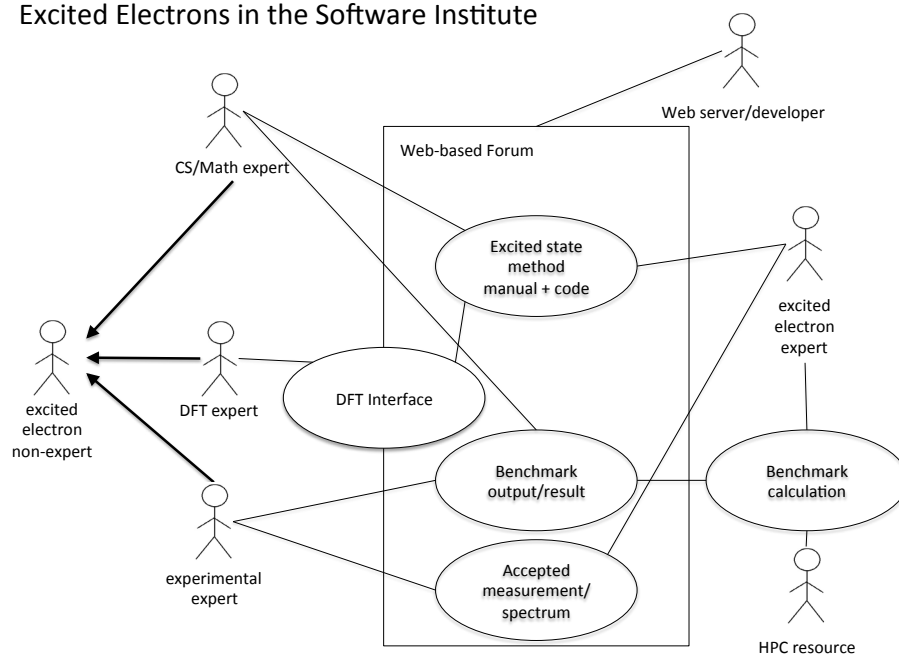 Excited Electrons in the Software Institute
Web server/developer
CS/Math expert
Web-based Forum
Excited state
method
manual + code
excited
electron
expert
DFT expert
DFT Interface
excited
electron
non-expert
Benchmark
output/result
Benchmark
calculation
experimental
expert
Accepted
measurement/
spectrum
HPC resource